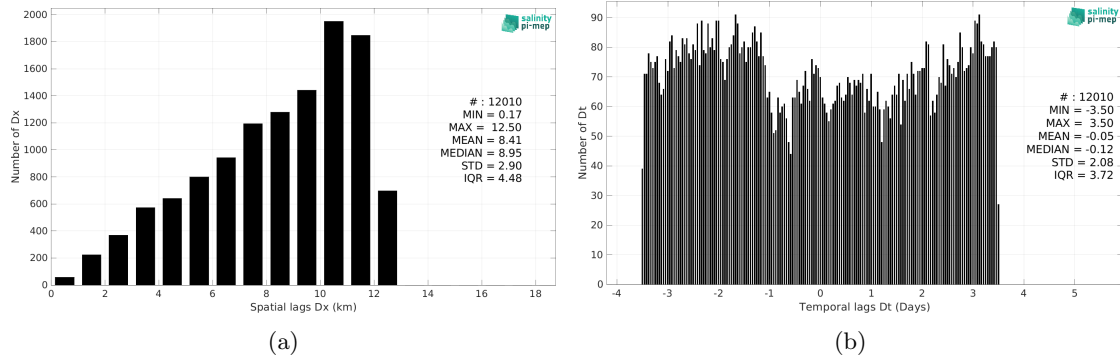 2000
1800
1600
1400
1200
1000
800
600
400
200
0
Number of Dx
salinity
pi-mep
# : 12010
MIN = 0.17
MAX = 12.50
MEAN = 8.41
MEDIAN = 8.95
STD = 2.90
IQR = 4.48
0 2 4 6 8 10 12 14 16 18
Spatial lags Dx (km)
(a)
90
80
70
60
50
40
30
20
10
0
Number of Dt
salinity
pi-mep
# : 12010
MIN = -3.50
MAX = 3.50
MEAN = -0.05
MEDIAN = -0.12
STD = 2.08
IQR = 3.72
-4 -3 -2 -1 0 1 2 3 4 5
Temporal lags Dt (Days)
(b)